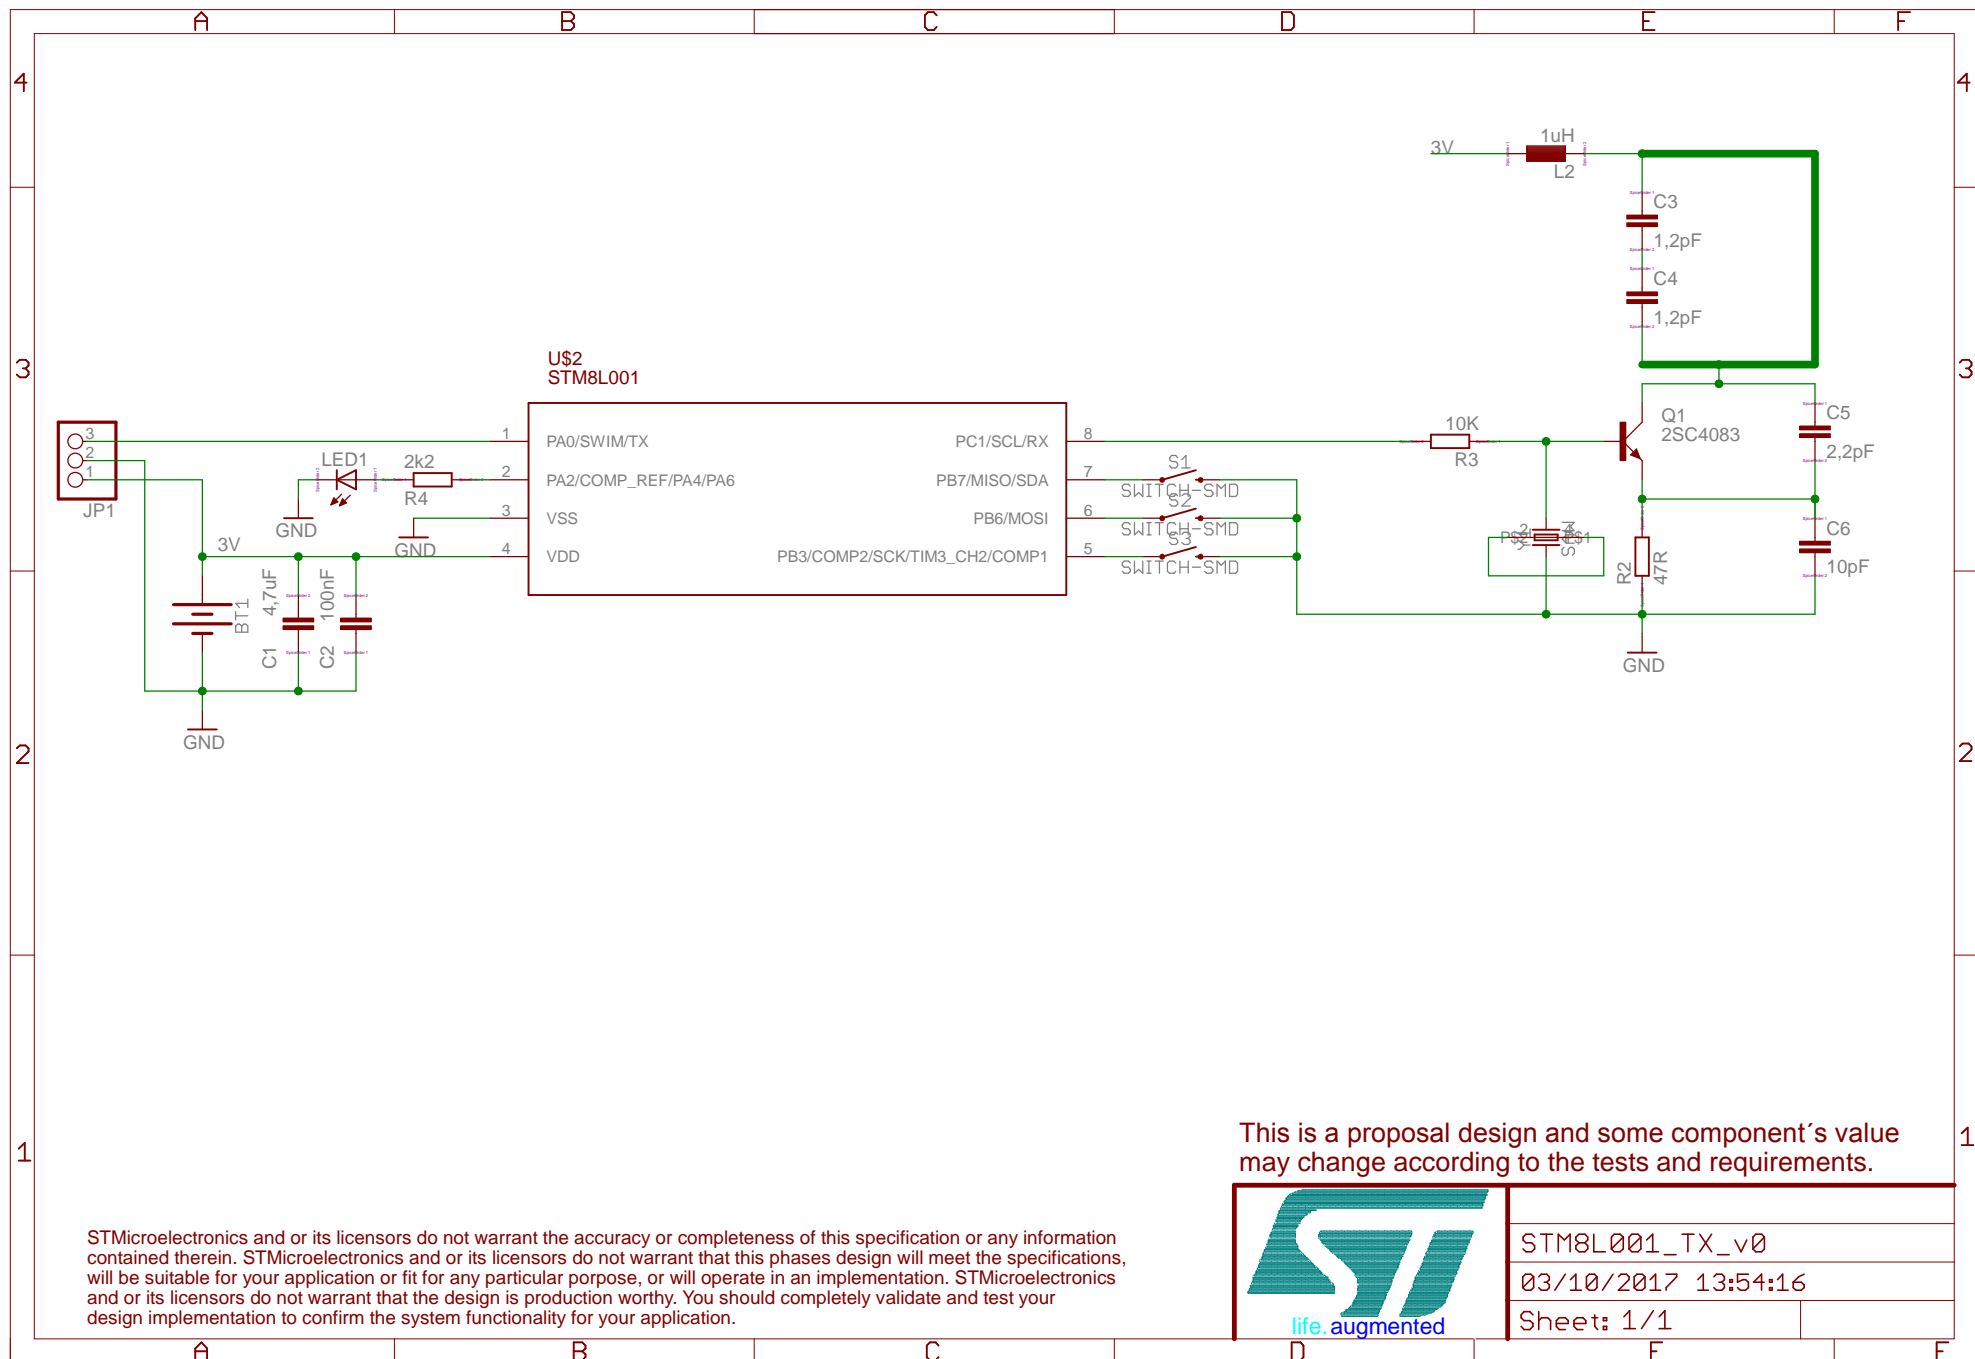 A B C D E F
4 4
1uH
3V
L2
C3
1,2pF
C4
1,2pF
3 3
U$2
STM8L001
3
2
1
JP1
1 PA0/SWIM/TX
2 PA2/COMP_REF/PA4/PA6
3 VSS
4 VDD
PC1/SCL/RX 8
PB7/MISO/SDA 7
PB6/MOSI 6
PB3/COMP2/SCK/TIM3_CH2/COMP1 5
LED1
2k2
R4
GND
GND
3V
S1
SWITCH-SMD
S2
SWITCH-SMD
S3
SWITCH-SMD
10K
R3
Q1
2SC4083
C5
2,2pF
C6
10pF
R2
47R
GND
BT1
4,7uF
C1
100nF
C2
GND
2 2
1 1
This is a proposal design and some component´s value
may change according to the tests and requirements.
STMicroelectronics and or its licensors do not warrant the accuracy or completeness of this specification or any information
contained therein. STMicroelectronics and or its licensors do not warrant that this phases design will meet the specifications,
will be suitable for your application or fit for any particular porpose, or will operate in an implementation. STMicroelectronics
and or its licensors do not warrant that the design is production worthy. You should completely validate and test your
design implementation to confirm the system functionality for your application.
ST
life.augmented
STM8L001_TX_v0
03/10/2017 13:54:16
Sheet: 1/1
A B C D E F